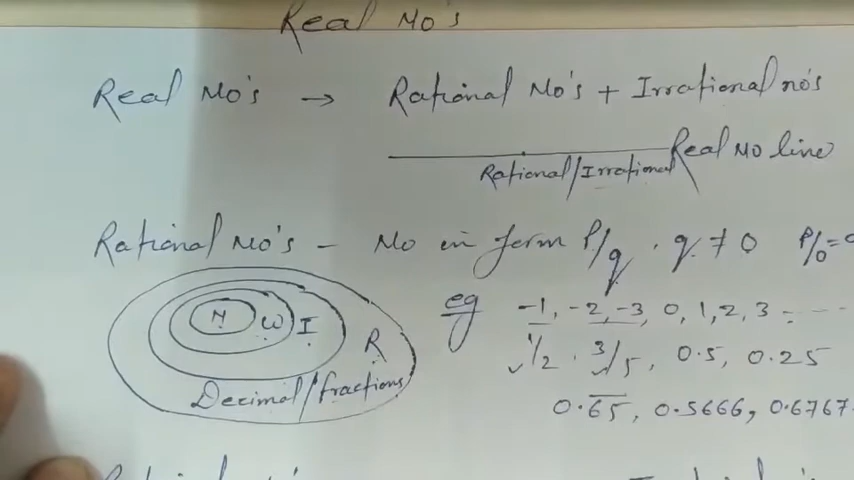 Real No's
Real No's → Rational No's + Irrational no's
Real No line
Rational/Irrational
Rational No's - No in form P/q . q ≠ 0 P/0=
N W I R
Decimal/fractions
eg -1, -2, -3, 0, 1, 2, 3 - - - -
1/2 . 3/5, 0.5, 0.25
0.6̅5̅, 0.5666, 0.6767